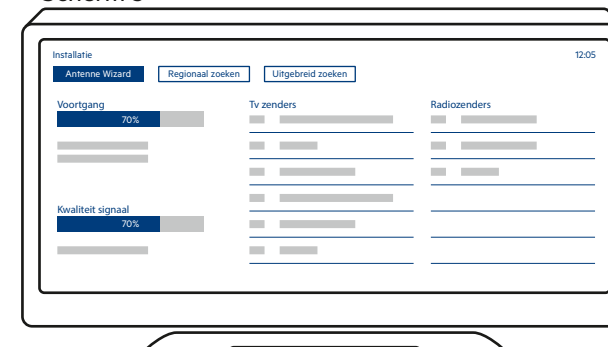 Installatie 12:05
Antenne Wizard Regionaal zoeken Uitgebreid zoeken
Voortgang Tv zenders Radiozenders
70%
Kwaliteit signaal
70%